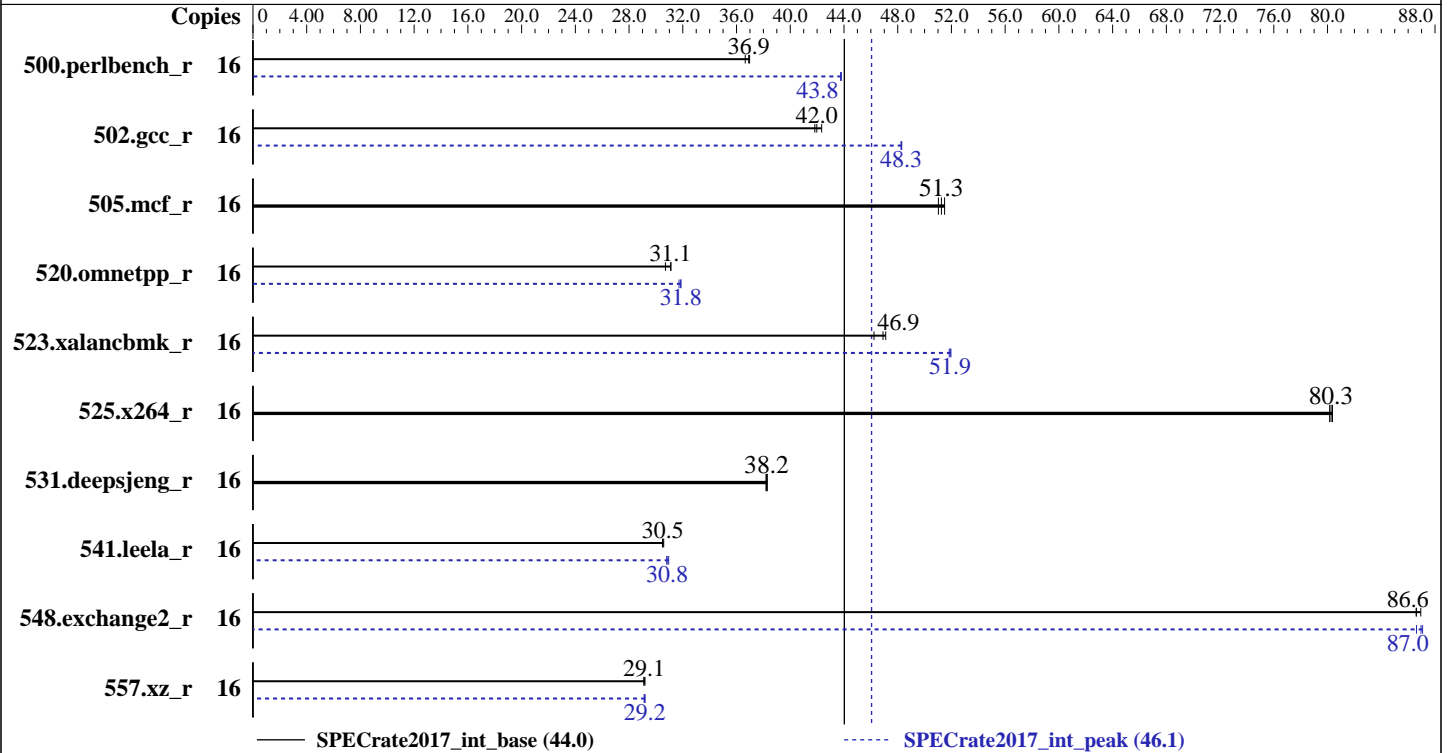 Copies 0 4.00 8.00 12.0 16.0 20.0 24.0 28.0 32.0 36.0 40.0 44.0 48.0 52.0 56.0 60.0 64.0 68.0 72.0 76.0 80.0 88.0
36.9
500.perlbench_r 16
43.8
42.0
502.gcc_r 16
48.3
51.3
505.mcf_r 16
31.1
520.omnetpp_r 16
31.8
46.9
523.xalancbmk_r 16
51.9
80.3
525.x264_r 16
38.2
531.deepsjeng_r 16
30.5
541.leela_r 16
30.8
86.6
548.exchange2_r 16
87.0
29.1
557.xz_r 16
29.2
SPECrate2017_int_base (44.0) SPECrate2017_int_peak (46.1)